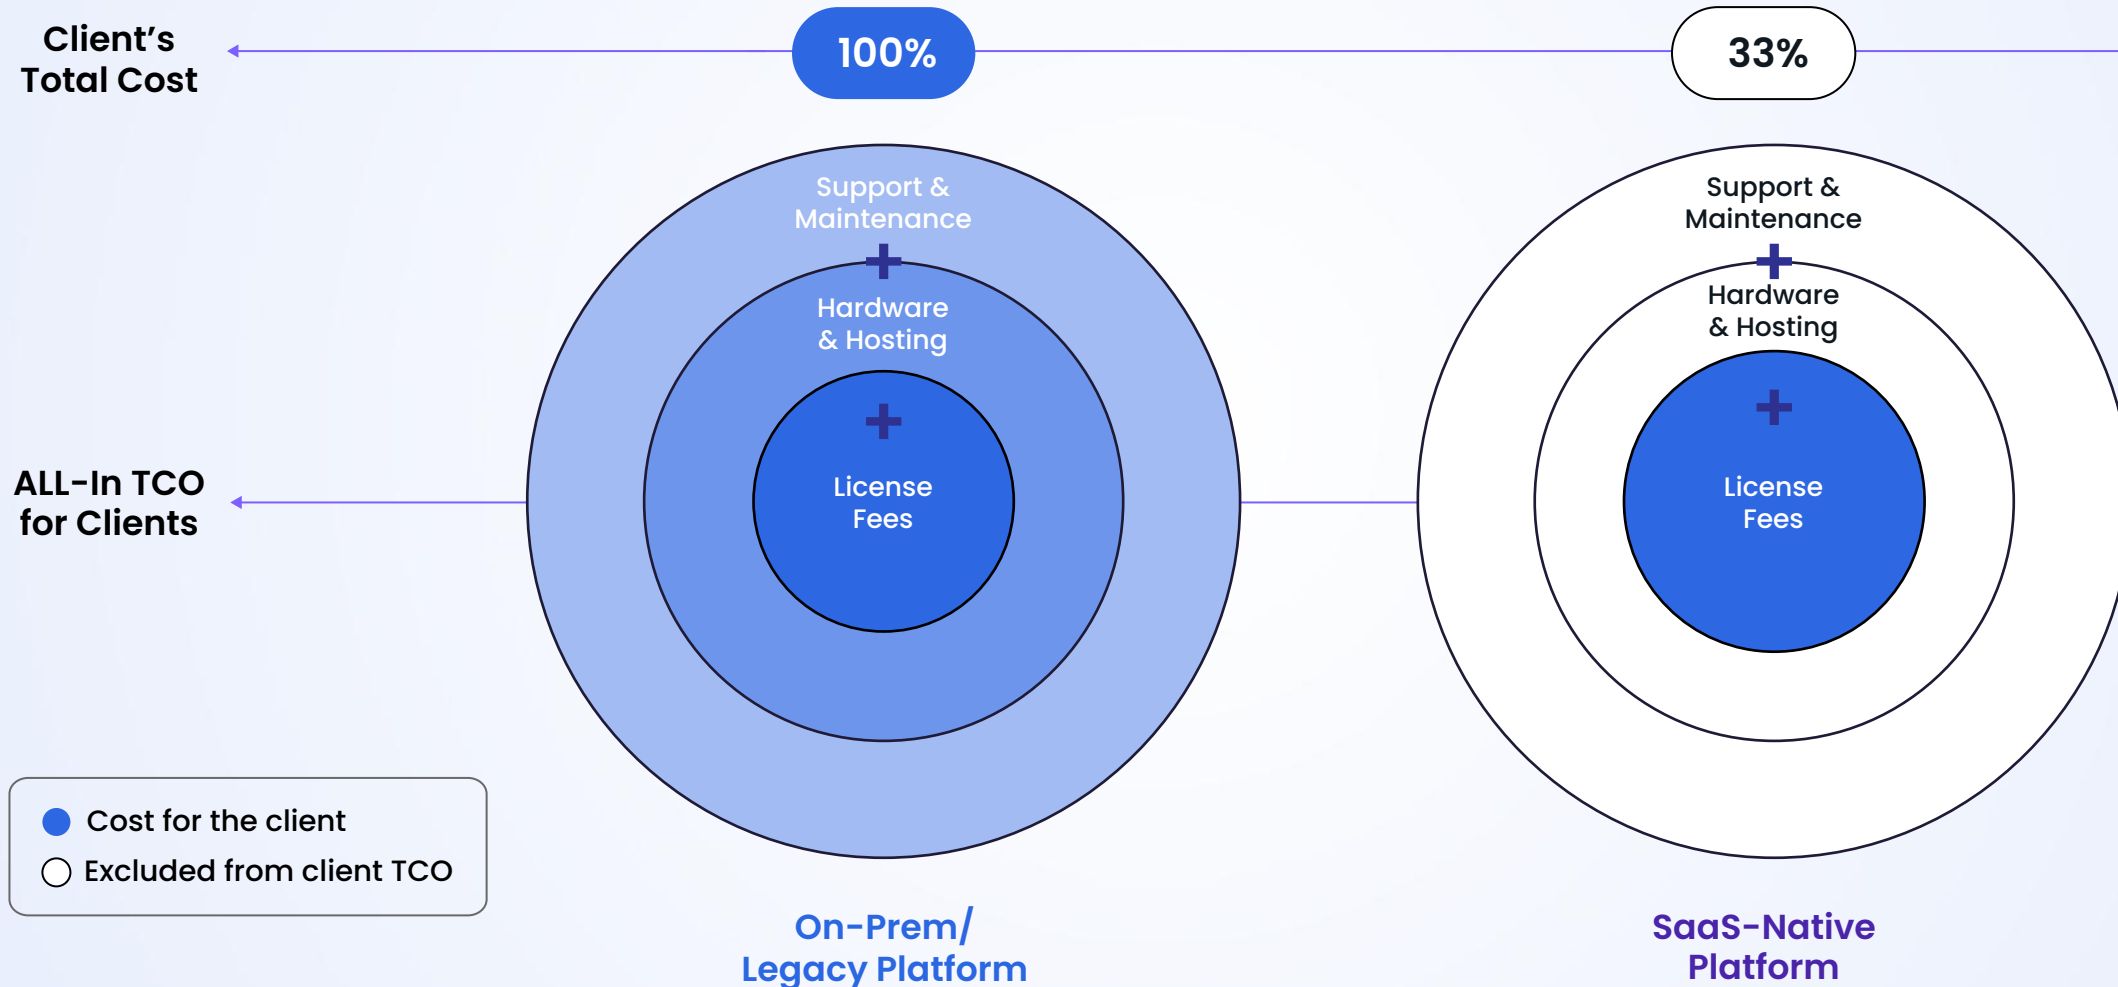 Client's
Total Cost
100%
33%
Support &
Maintenance
+
Hardware
& Hosting
+
License
Fees
Support &
Maintenance
+
Hardware
& Hosting
+
License
Fees
ALL-In TCO
for Clients
Cost for the client
Excluded from client TCO
On-Prem/
Legacy Platform
SaaS-Native
Platform